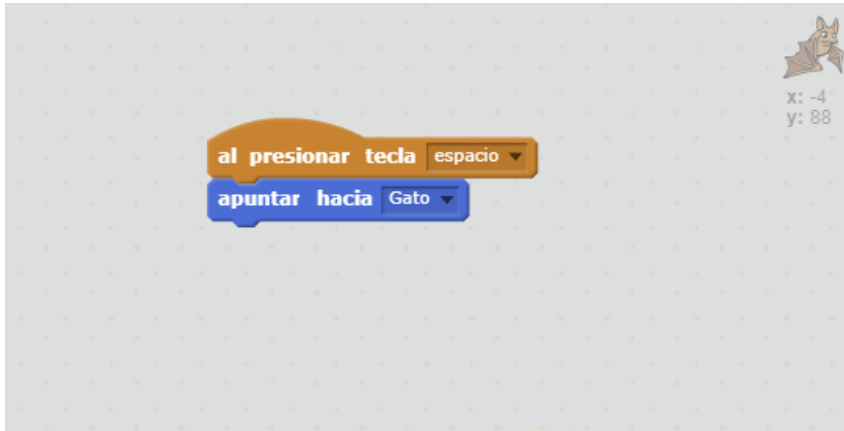 x: -4
y: 88
al presionar tecla espacio
apuntar hacia Gato